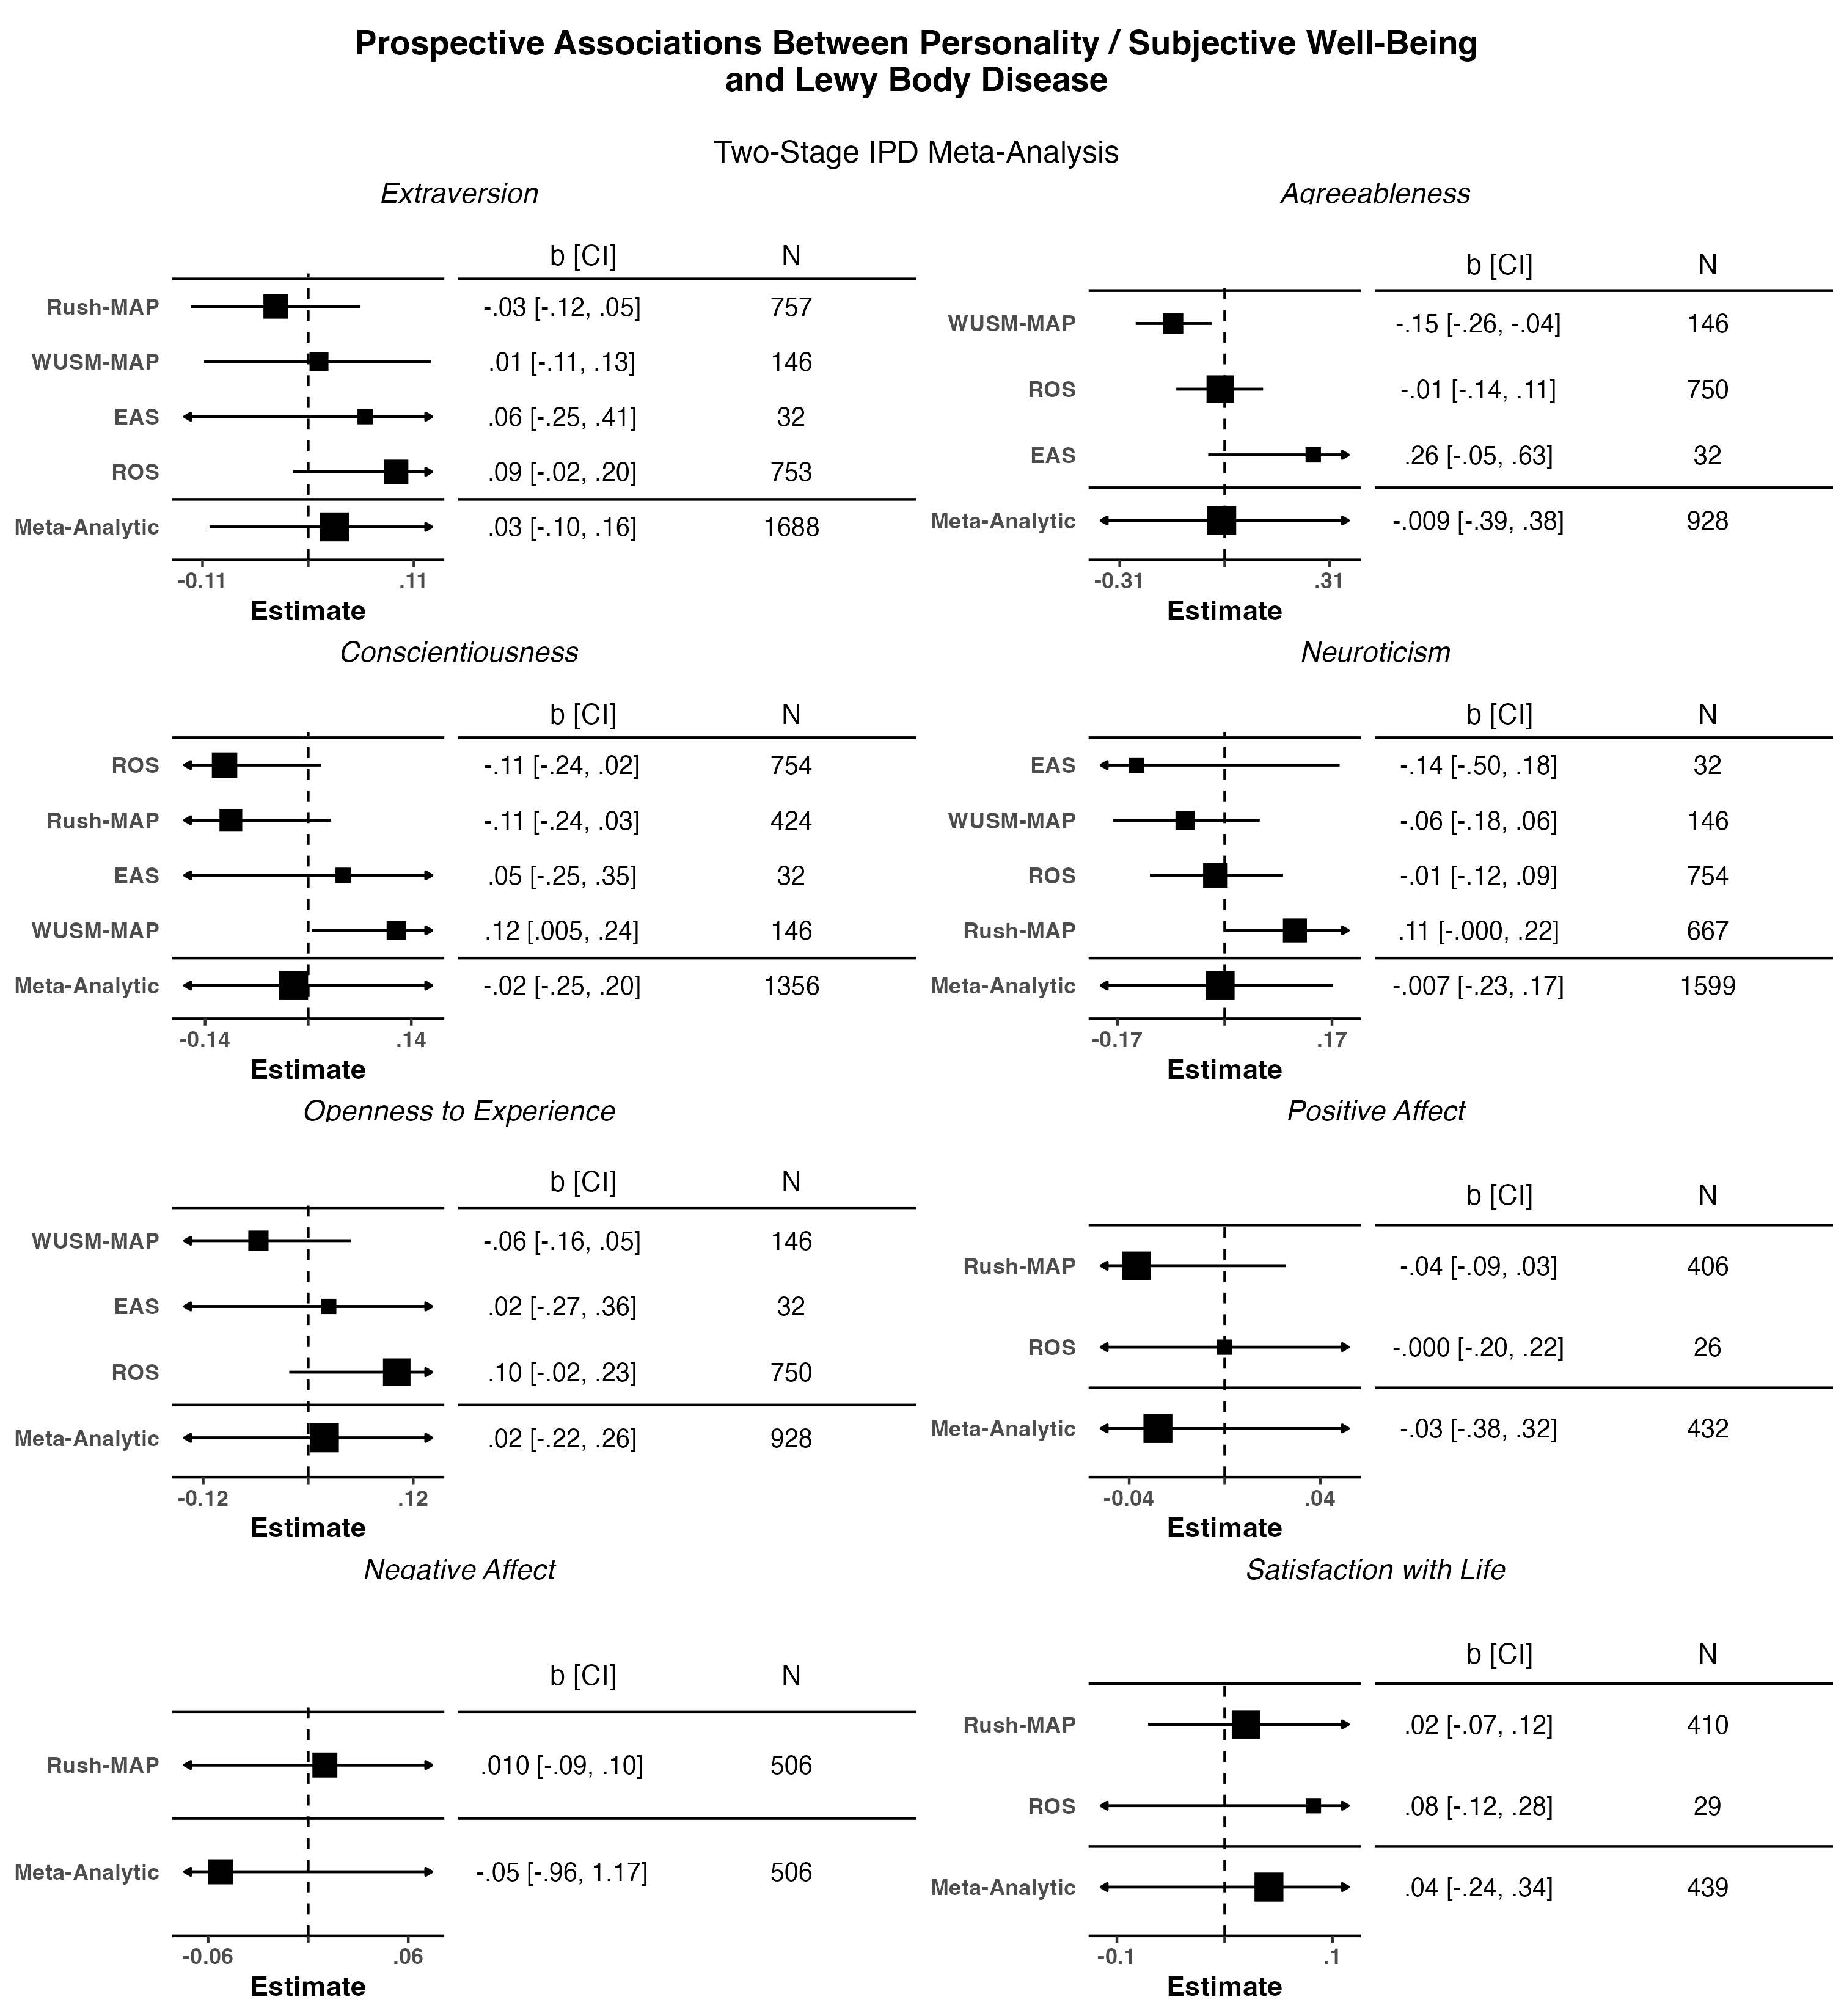 Prospective Associations Between Personality / Subjective Well-Being
and Lewy Body Disease
Two-Stage IPD Meta-Analysis
Extraversion
b [CI] N
Rush-MAP -.03 [-.12, .05] 757
WUSM-MAP .01 [-.11, .13] 146
EAS .06 [-.25, .41] 32
ROS .09 [-.02, .20] 753
Meta-Analytic .03 [-.10, .16] 1688
-0.11 .11
Estimate
Agreeableness
b [CI] N
WUSM-MAP -.15 [-.26, -.04] 146
ROS -.01 [-.14, .11] 750
EAS .26 [-.05, .63] 32
Meta-Analytic -.009 [-.39, .38] 928
-0.31 .31
Estimate
Conscientiousness
b [CI] N
ROS -.11 [-.24, .02] 754
Rush-MAP -.11 [-.24, .03] 424
EAS .05 [-.25, .35] 32
WUSM-MAP .12 [.005, .24] 146
Meta-Analytic -.02 [-.25, .20] 1356
-0.14 .14
Estimate
Neuroticism
b [CI] N
EAS -.14 [-.50, .18] 32
WUSM-MAP -.06 [-.18, .06] 146
ROS -.01 [-.12, .09] 754
Rush-MAP .11 [-.000, .22] 667
Meta-Analytic -.007 [-.23, .17] 1599
-0.17 .17
Estimate
Openness to Experience
b [CI] N
WUSM-MAP -.06 [-.16, .05] 146
EAS .02 [-.27, .36] 32
ROS .10 [-.02, .23] 750
Meta-Analytic .02 [-.22, .26] 928
-0.12 .12
Estimate
Positive Affect
b [CI] N
Rush-MAP -.04 [-.09, .03] 406
ROS -.000 [-.20, .22] 26
Meta-Analytic -.03 [-.38, .32] 432
-0.04 .04
Estimate
Negative Affect
b [CI] N
Rush-MAP .010 [-.09, .10] 506
Meta-Analytic -.05 [-.96, 1.17] 506
-0.06 .06
Estimate
Satisfaction with Life
b [CI] N
Rush-MAP .02 [-.07, .12] 410
ROS .08 [-.12, .28] 29
Meta-Analytic .04 [-.24, .34] 439
-0.1 .1
Estimate